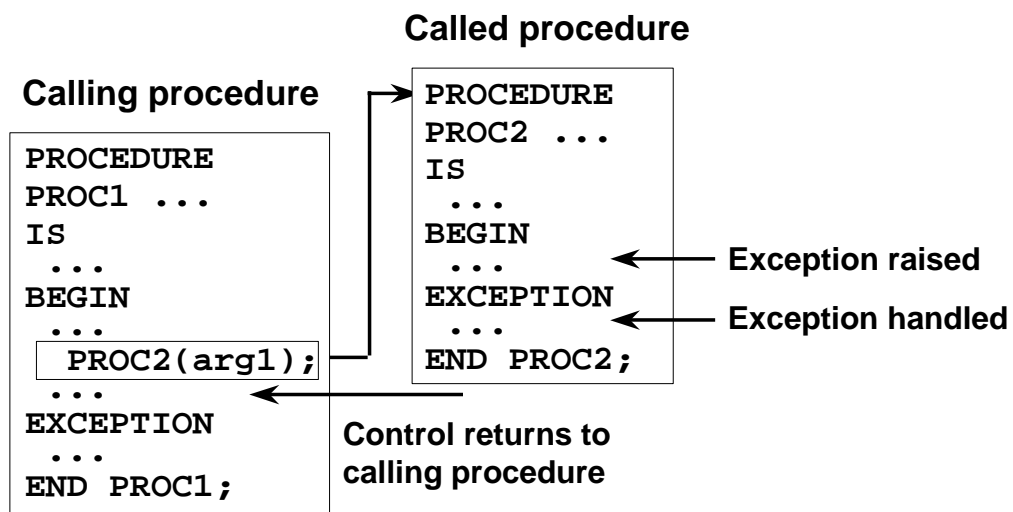 Called procedure
Calling procedure
PROCEDURE
PROC1 ...
IS
...
BEGIN
...
PROC2(arg1);
...
EXCEPTION
...
END PROC1;
PROCEDURE
PROC2 ...
IS
...
BEGIN
...
EXCEPTION
...
END PROC2;
Exception raised
Exception handled
Control returns to
calling procedure